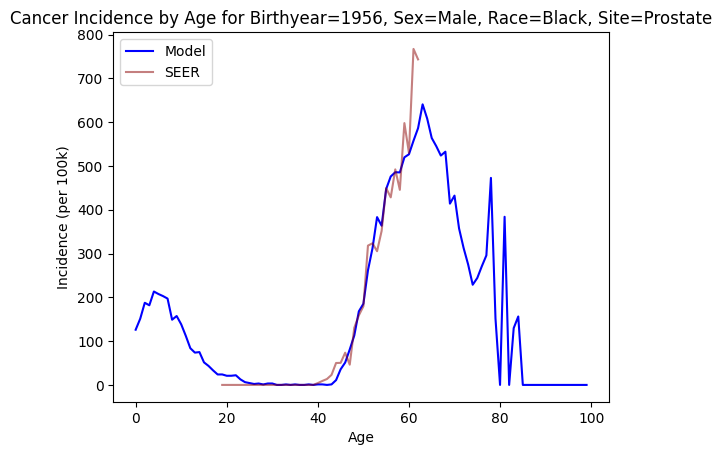 Cancer Incidence by Age for Birthyear=1956, Sex=Male, Race=Black, Site=Prostate
Model
SEER
Incidence (per 100k)
800
700
600
500
400
300
200
100
0
0 20 40 60 80 100
Age